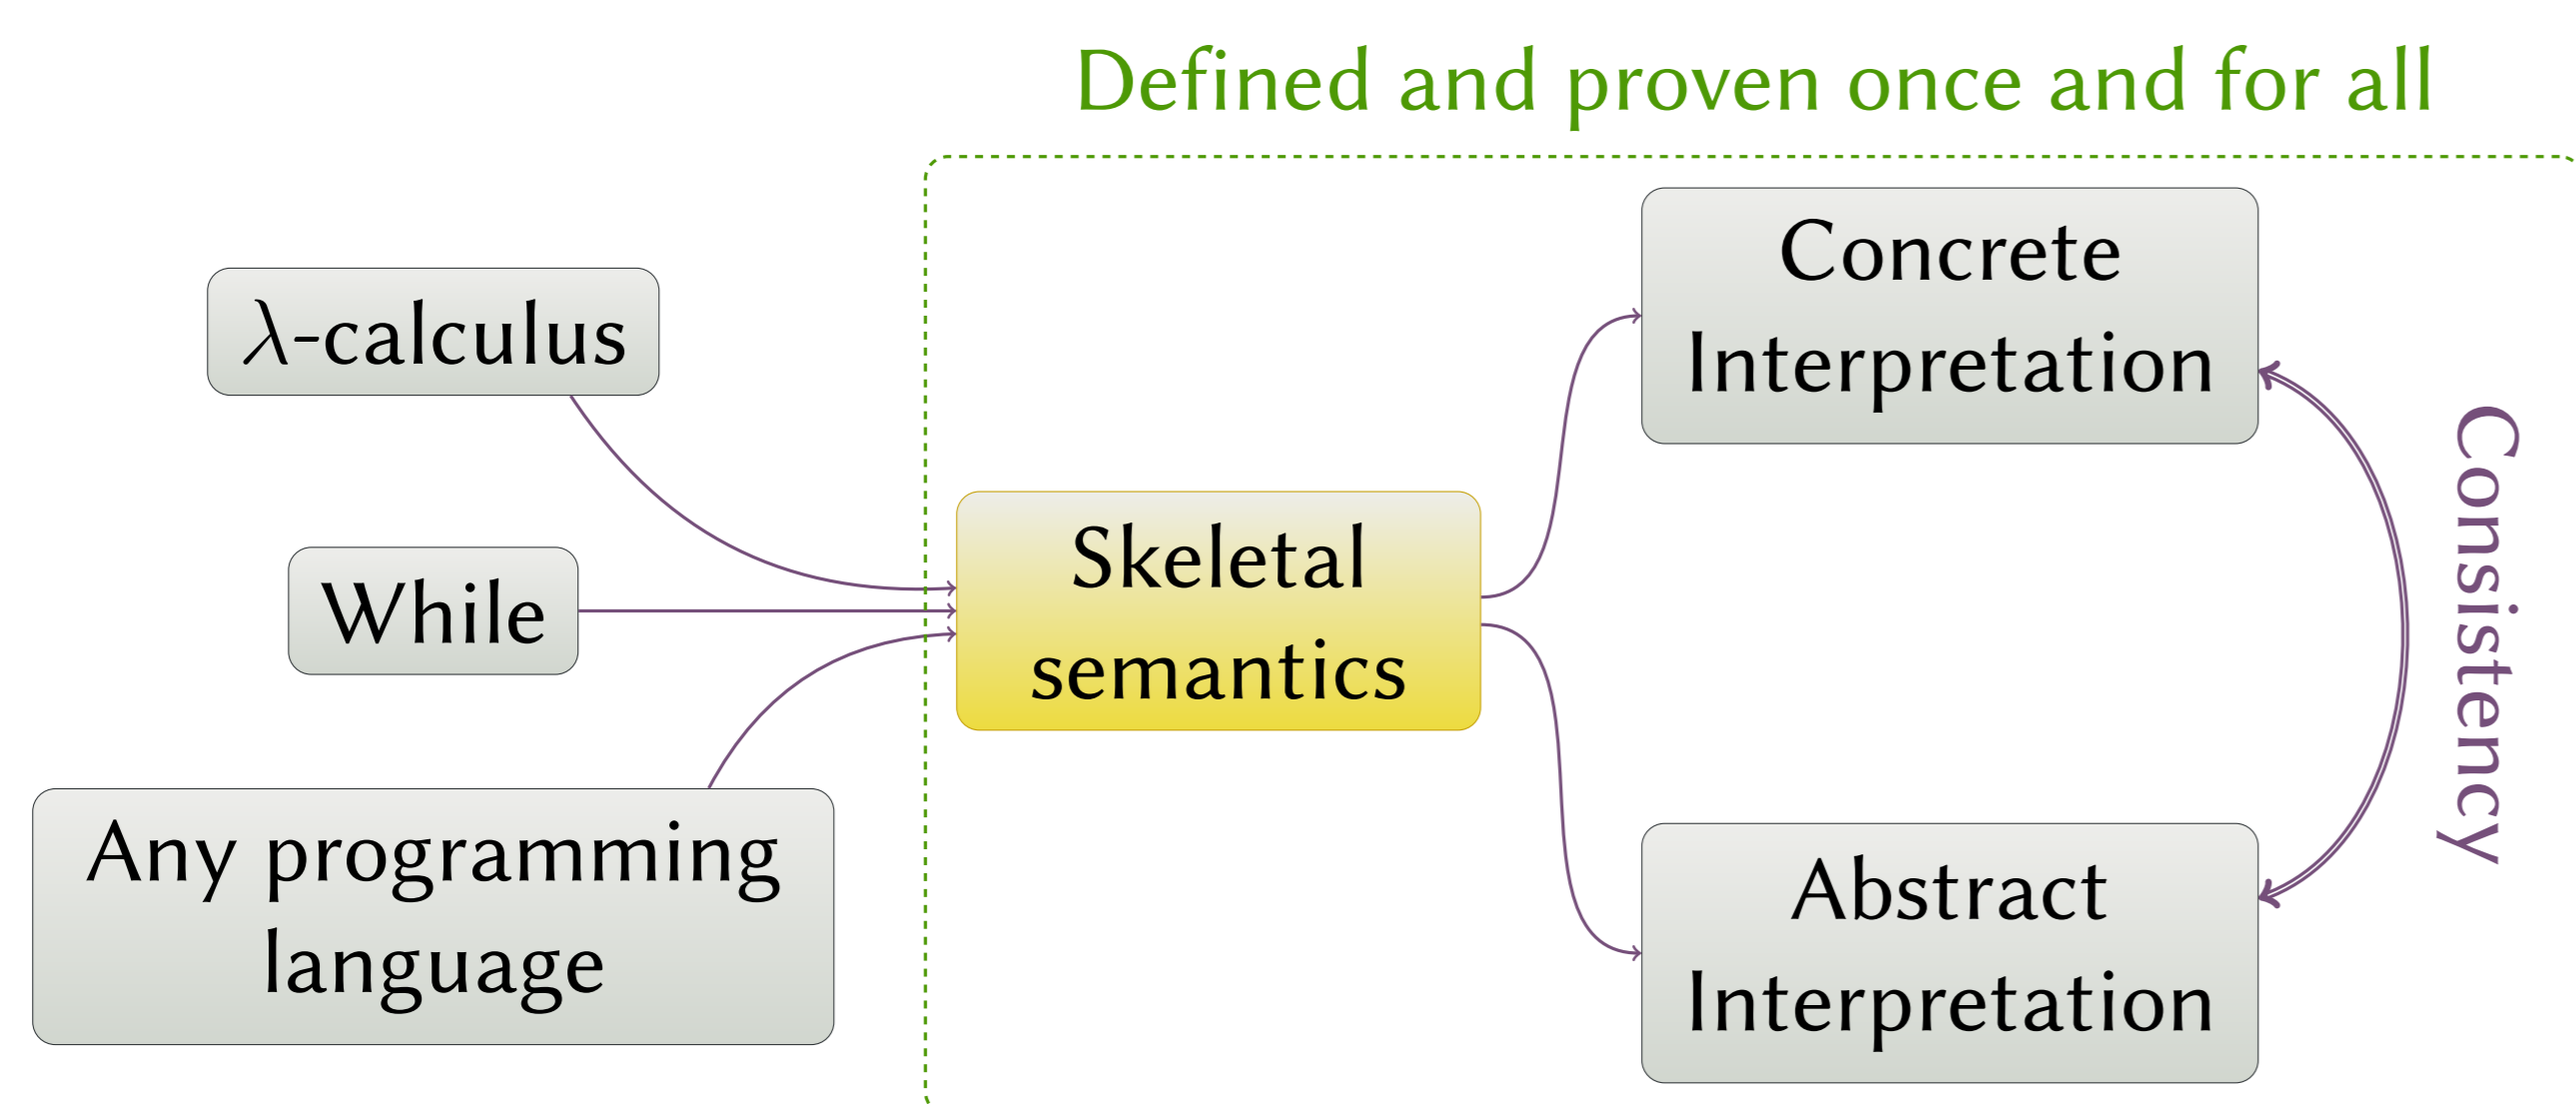 Defined and proven once and for all
λ-calculus
While
Any programming
language
Skeletal
semantics
Concrete
Interpretation
Abstract
Interpretation
Consistency